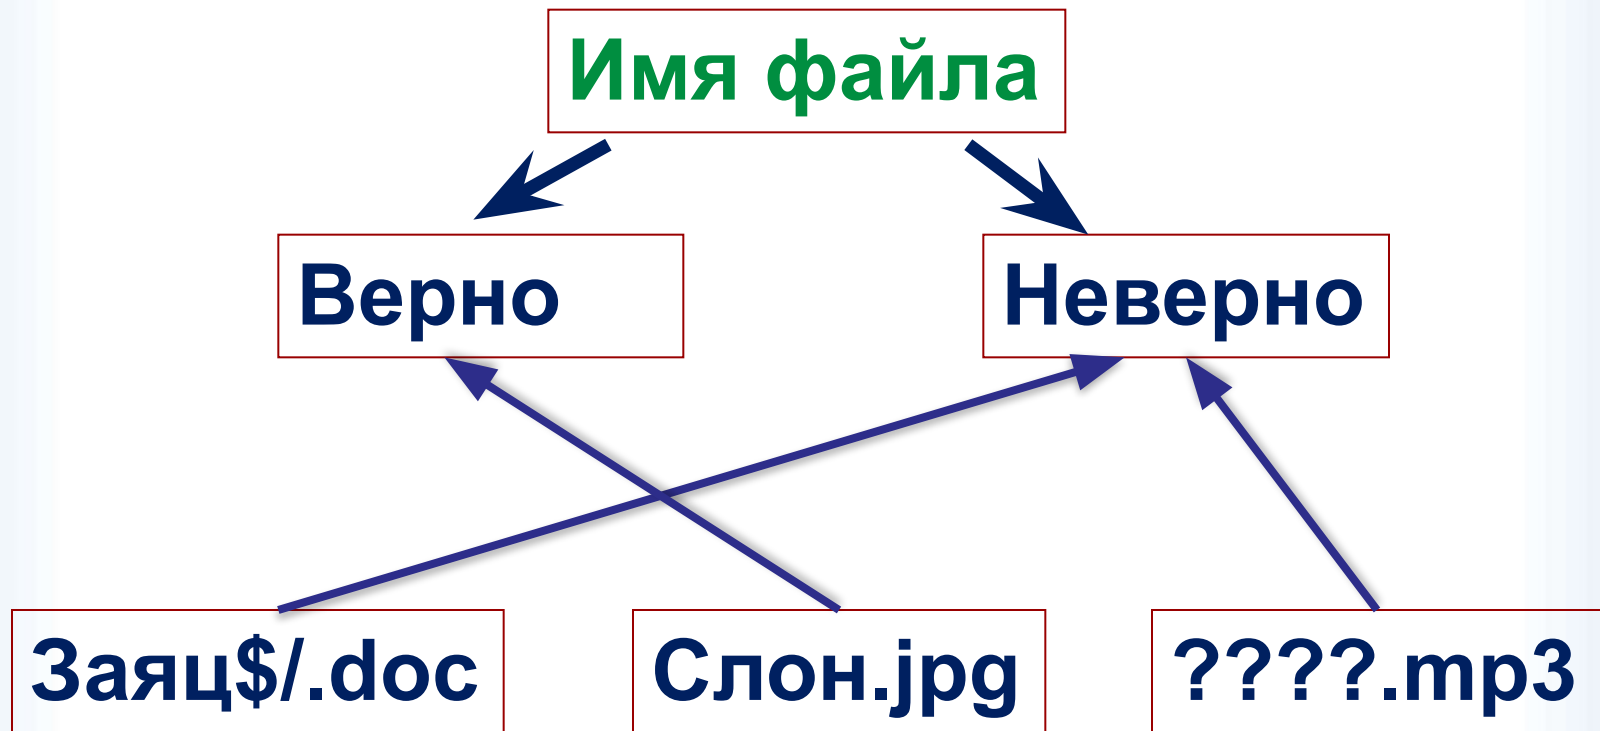 Имя файла
Верно
Неверно
Заяц$/.doc
Слон.jpg
????.mp3